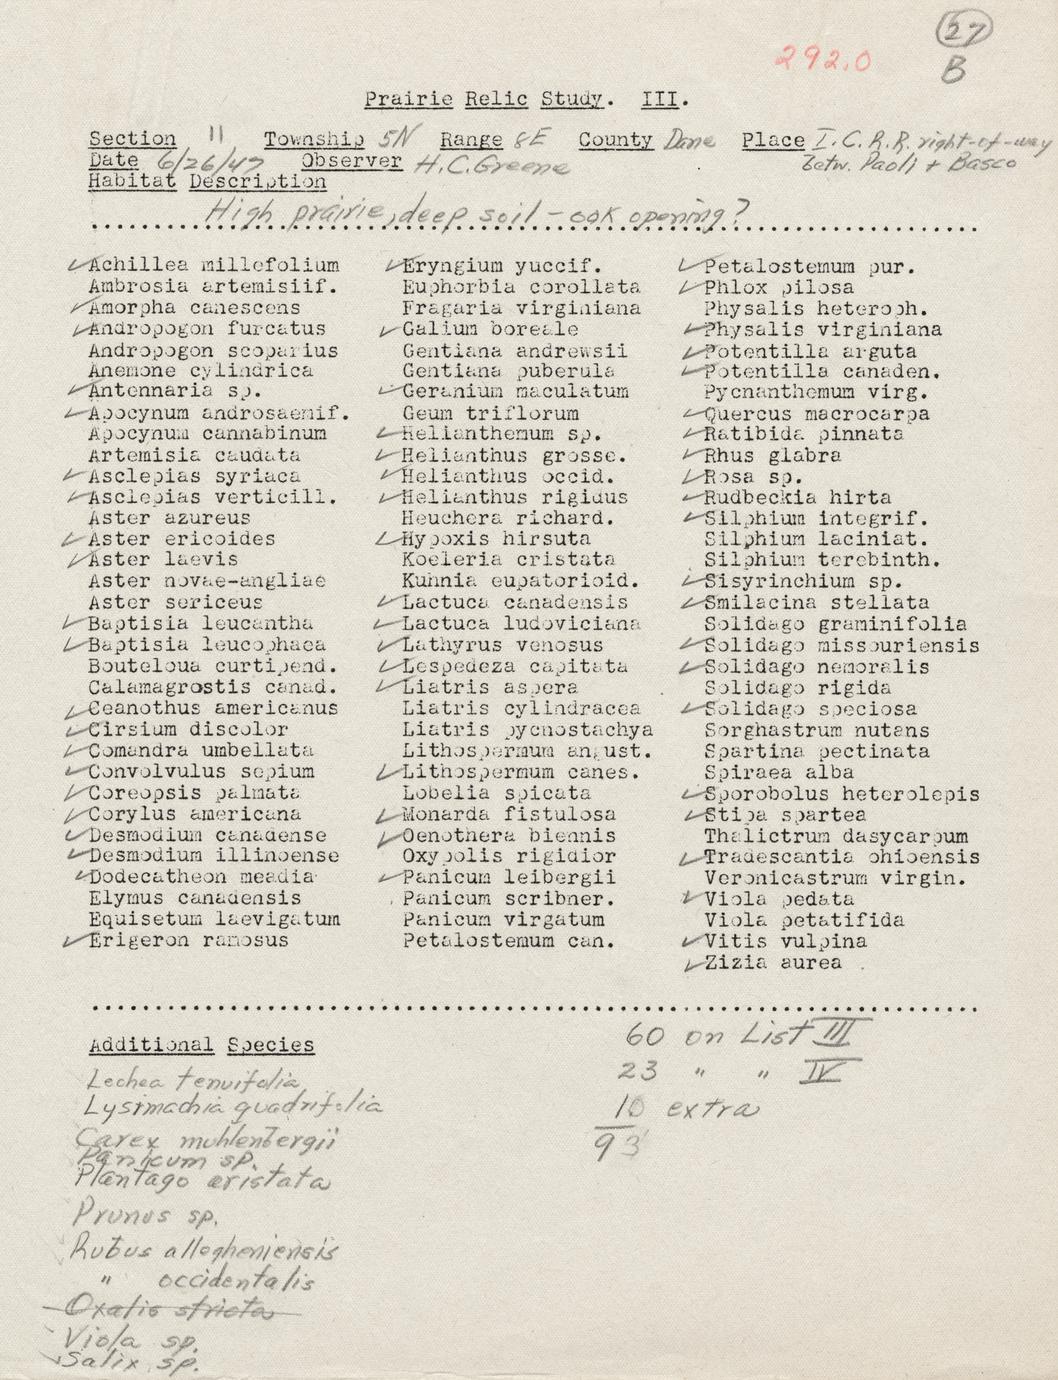 27
292.0
B
Prairie Relic Study. III.
Section 11 Township 5N Range 8E County Dane Place I.C.R.R. right-of-way
Date 6/26/47 Observer H.C.Greene betw. Paoli + Basco
Habitat Description
High prairie, deep soil - oak opening?
✓Achillea millefolium
Ambrosia artemisiif.
✓Amorpha canescens
✓Andropogon furcatus
Andropogon scoparius
Anemone cylindrica
✓Antennaria sp.
✓Apocynum androsaemif.
Apocynum cannabinum
Artemisia caudata
✓Asclepias syriaca
✓Asclepias verticill.
Aster azureus
✓Aster ericoides
✓Aster laevis
Aster novae-angliae
Aster sericeus
✓Baptisia leucantha
✓Baptisia leucophaea
Bouteloua curtipend.
Calamagrostis canad.
✓Ceanothus americanus
✓Cirsium discolor
✓Comandra umbellata
✓Convolvulus sepium
✓Coreopsis palmata
✓Corylus americana
✓Desmodium canadense
✓Desmodium illinoense
✓Dodecatheon meadia
Elymus canadensis
Equisetum laevigatum
✓Erigeron ramosus
✓Eryngium yuccif.
Euphorbia corollata
Fragaria virginiana
✓Galium boreale
Gentiana andrewsii
Gentiana puberula
✓Geranium maculatum
Geum triflorum
✓Helianthemum sp.
✓Helianthus grosse.
✓Helianthus occid.
✓Helianthus rigidus
Heuchera richard.
✓Hypoxis hirsuta
Koeleria cristata
Kuhnia eupatorioid.
✓Lactuca canadensis
✓Lactuca ludoviciana
✓Lathyrus venosus
✓Lespedeza capitata
✓Liatris aspera
Liatris cylindracea
Liatris pycnostachya
Lithospermum angust.
✓Lithospermum canes.
Lobelia spicata
✓Monarda fistulosa
✓Oenothera biennis
Oxypolis rigidior
✓Panicum leibergii
Panicum scribner.
Panicum virgatum
Petalostemum can.
✓Petalostemum pur.
✓Phlox pilosa
Physalis heteroph.
✓Physalis virginiana
✓Potentilla arguta
✓Potentilla canaden.
Pycnanthemum virg.
✓Quercus macrocarpa
✓Ratibida pinnata
✓Rhus glabra
✓Rosa sp.
✓Rudbeckia hirta
✓Silphium integrif.
Silphium laciniat.
Silphium terebinth.
✓Sisyrinchium sp.
✓Smilacina stellata
Solidago graminifolia
✓Solidago missouriensis
✓Solidago nemoralis
Solidago rigida
✓Solidago speciosa
Sorghastrum nutans
Spartina pectinata
Spiraea alba
✓Sporobolus heterolepis
✓Stipa spartea
Thalictrum dasycarpum
✓Tradescantia ohioensis
Veronicastrum virgin.
✓Viola pedata
Viola petatifida
✓Vitis vulpina
✓Zizia aurea
Additional Species
Lechea tenuifolia
Lysimachia quadrifolia
Carex muhlenbergii
Panicum sp.
Plantago aristata
Prunus sp.
Rubus allegheniensis
" occidentalis
Oxalis stricta
Viola sp.
Salix sp.
60 on List III
23 " " IV
10 extra
93